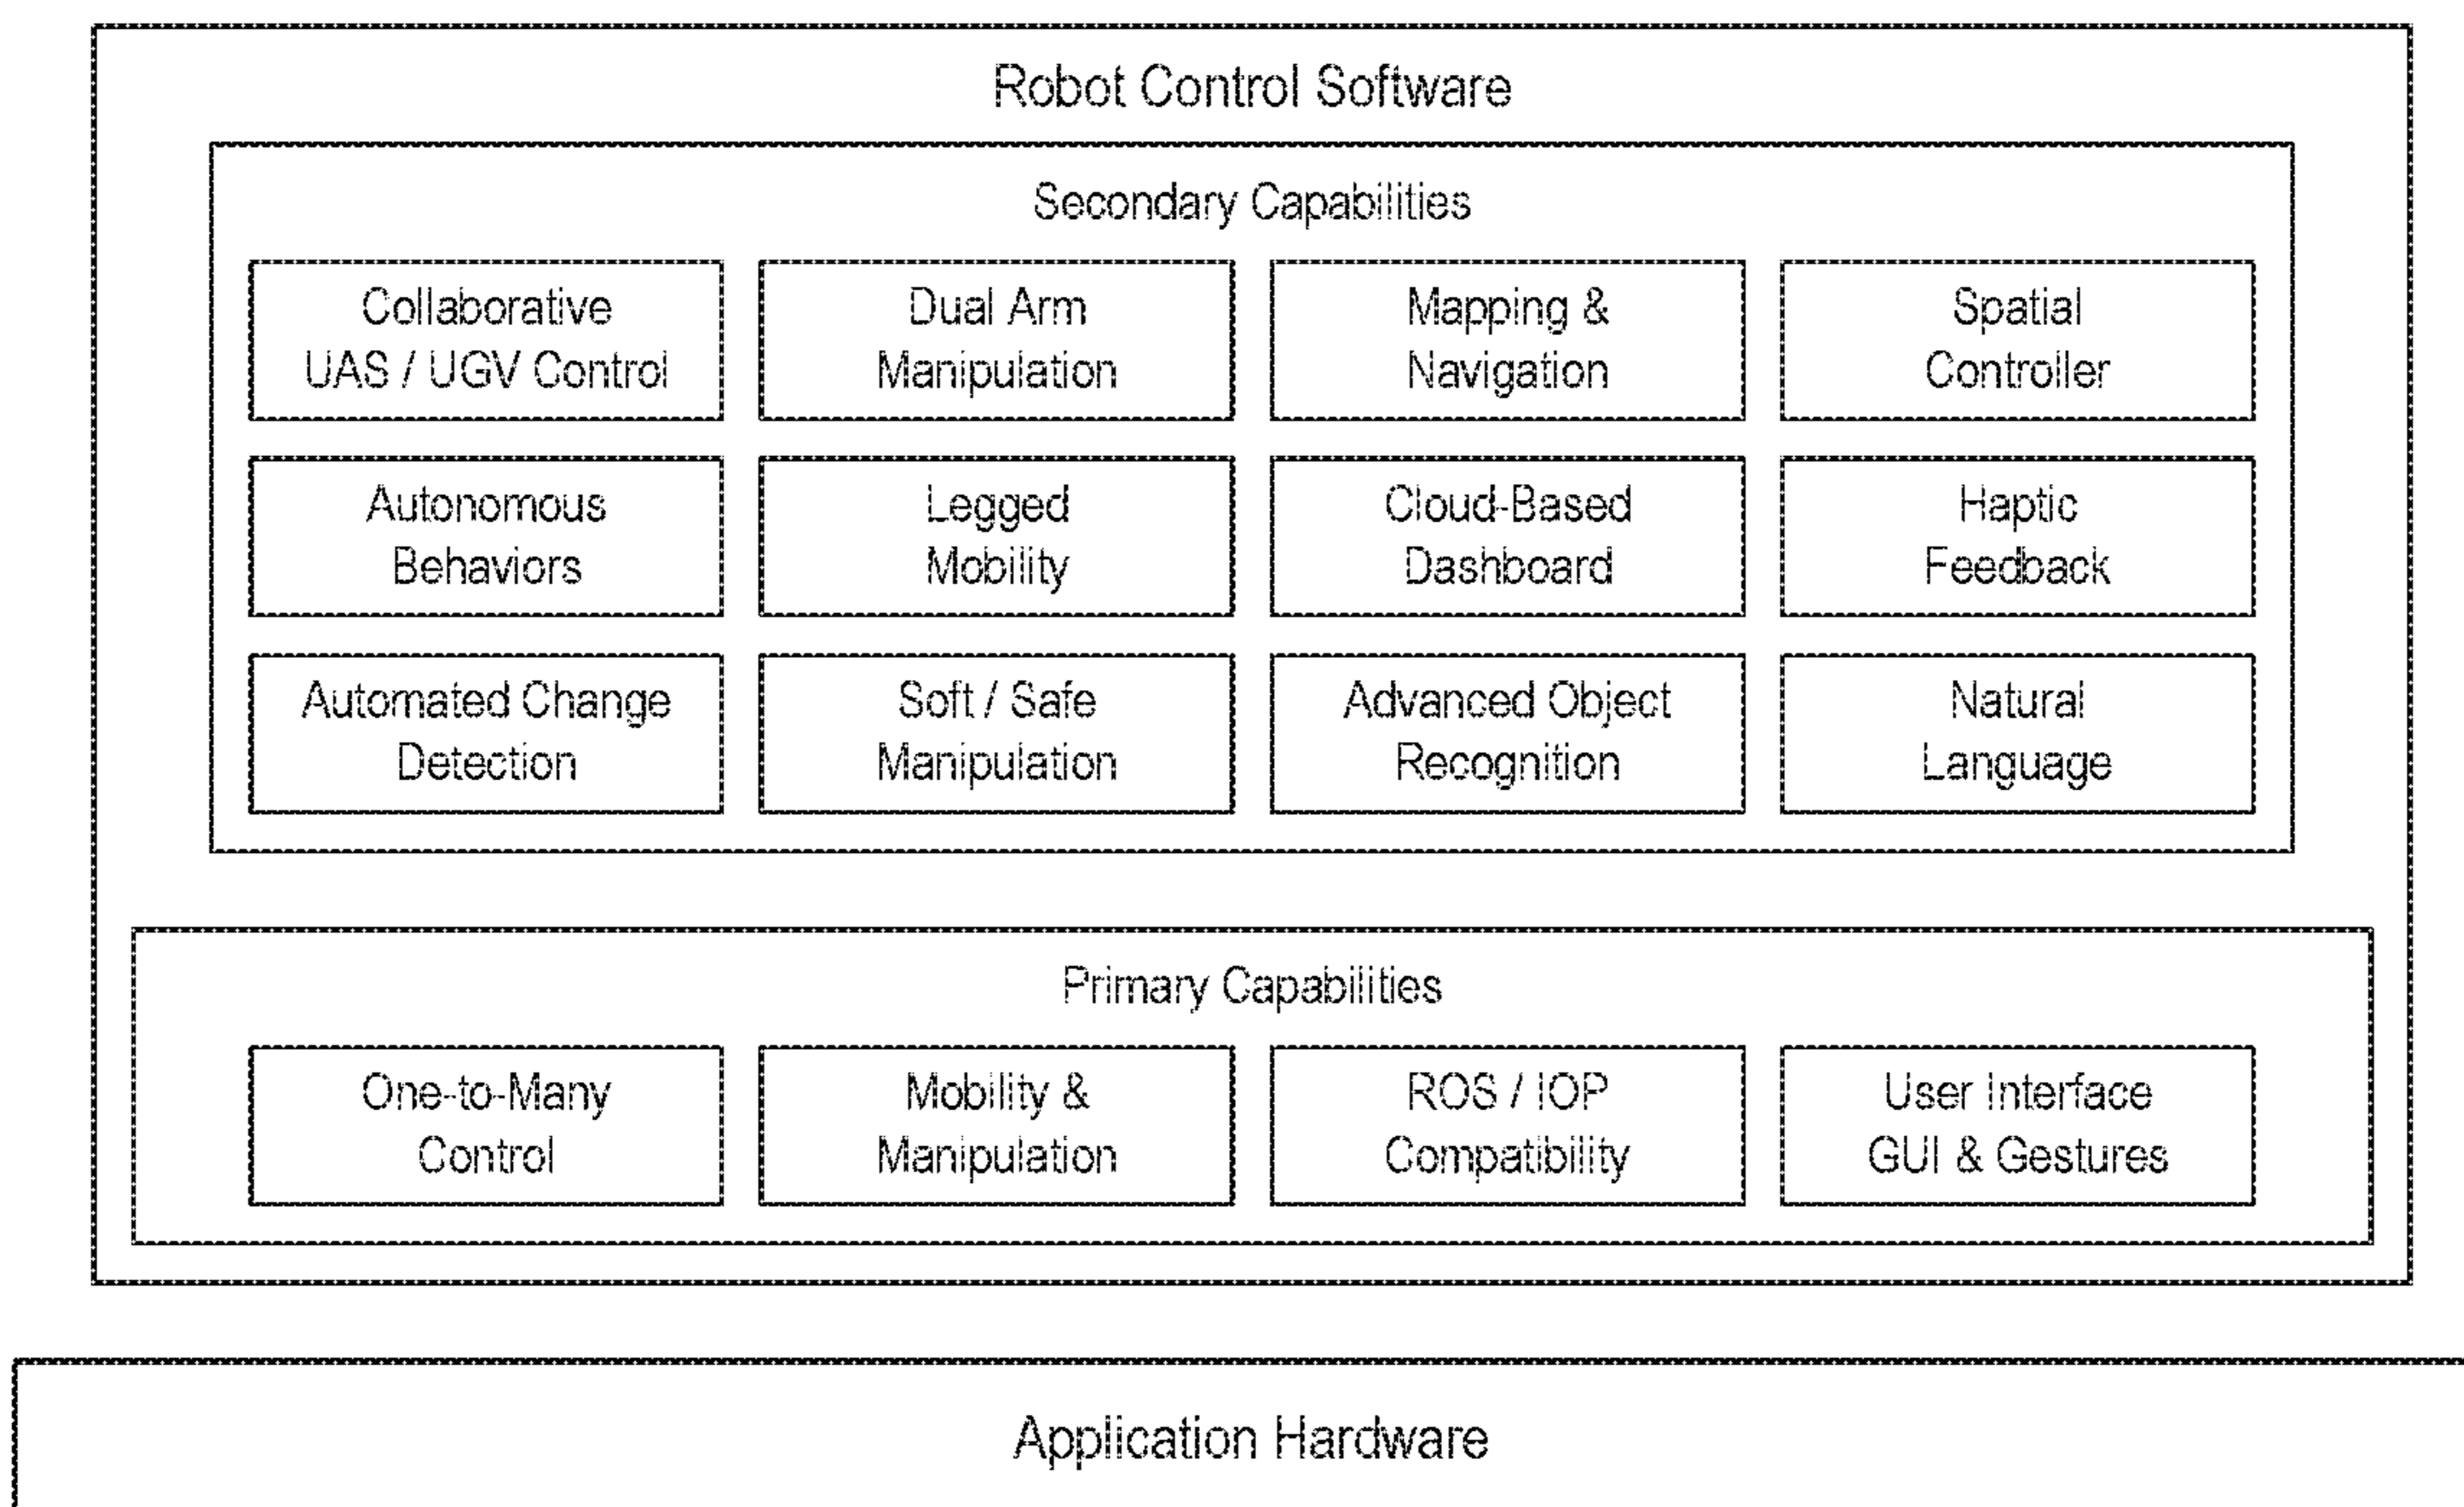 Robot Control Software
Secondary Capabilities
Collaborative
UAS / UGV Control
Dual Arm
Manipulation
Mapping &
Navigation
Spatial
Controller
Autonomous
Behaviors
Legged
Mobility
Cloud-Based
Dashboard
Haptic
Feedback
Automated Change
Detection
Soft / Safe
Manipulation
Advanced Object
Recognition
Natural
Language
Primary Capabilities
One-to-Many
Control
Mobility &
Manipulation
ROS / IOP
Compatibility
User Interface
GUI & Gestures
Application Hardware